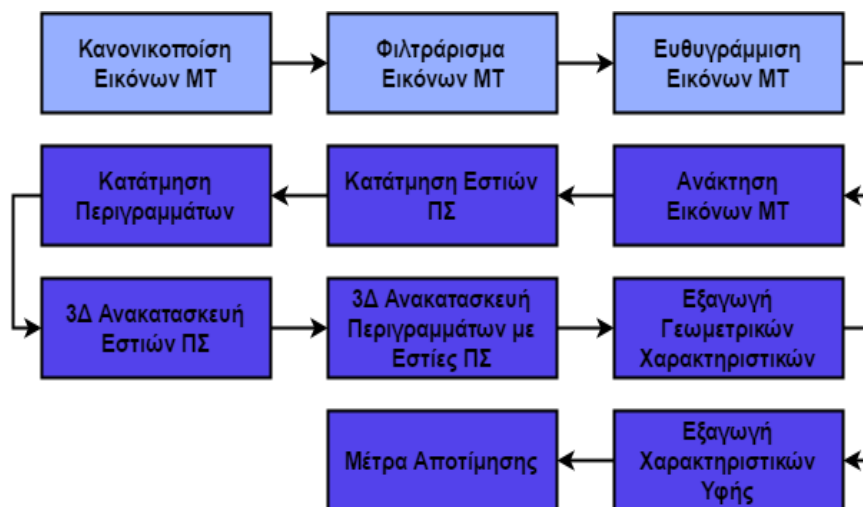 Κανονικοποίση
Εικόνων ΜΤ
Φιλτράρισμα
Εικόνων ΜΤ
Ευθυγράμμιση
Εικόνων ΜΤ
Κατάτμηση
Περιγραμμάτων
Κατάτμηση Εστιών
ΠΣ
Ανάκτηση
Εικόνων ΜΤ
3Δ Ανακατασκευή
Εστιών ΠΣ
3Δ Ανακατασκευή
Περιγραμμάτων με
Εστίες ΠΣ
Εξαγωγή
Γεωμετρικών
Χαρακτηριστικών
Μέτρα Αποτίμησης
Εξαγωγή
Χαρακτηριστικών
Υφής